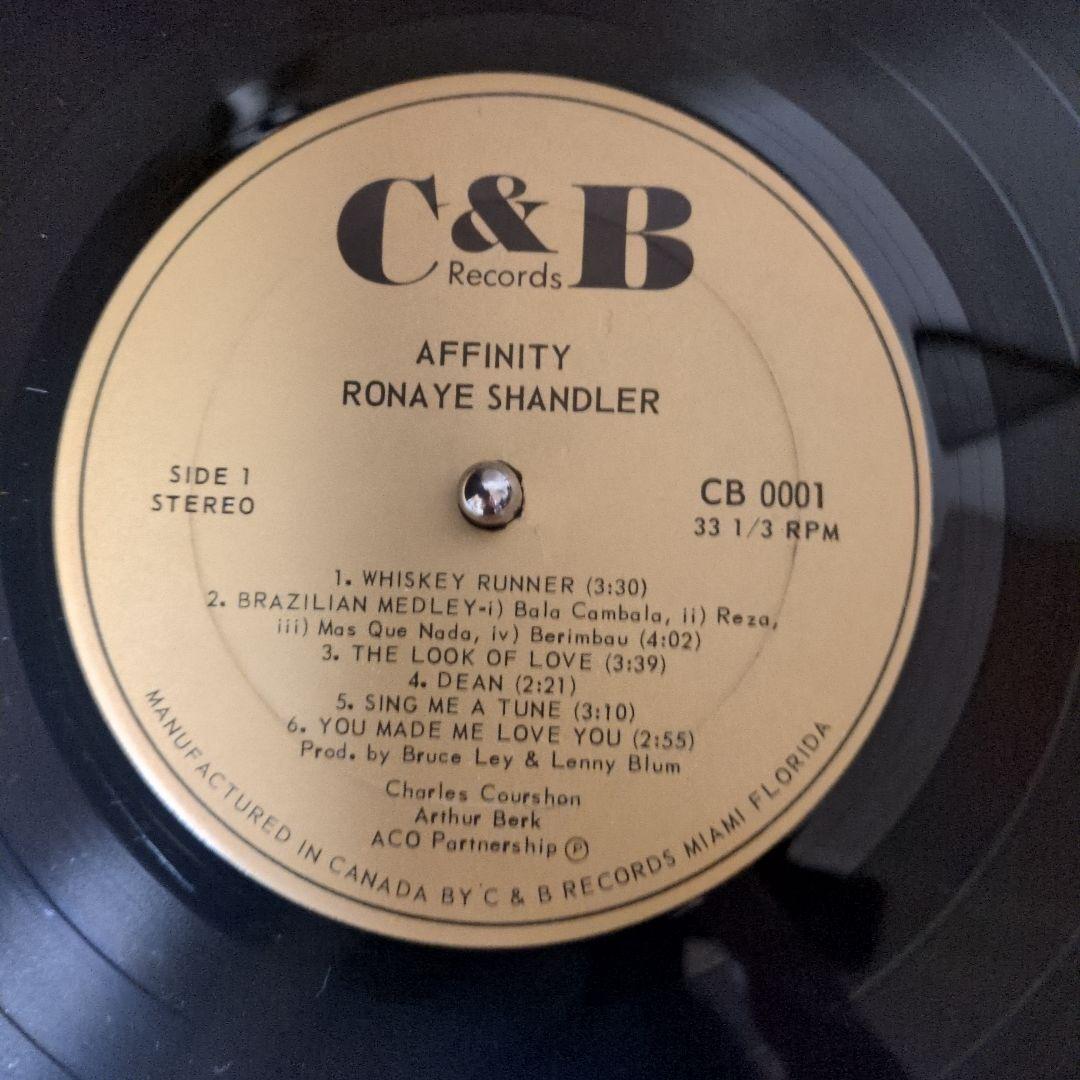 C & B
Records
AFFINITY
RONAYE SHANDLER
SIDE 1
STEREO
CB 0001
33 1/3 RPM
1. WHISKEY RUNNER (3:30)
2. BRAZILIAN MEDLEY-i) Bala Cambala, ii) Reza,
iii) Mas Que Nada, iv) Berimbau (4:02)
3. THE LOOK OF LOVE (3:39)
4. DEAN (2:21)
5. SING ME A TUNE (3:10)
6. YOU MADE ME LOVE YOU (2:55)
Prod. by Bruce Ley & Lenny Blum
Charles Courshon
Arthur Berk
ACO Partnership ℗
MANUFACTURED IN CANADA BY C & B RECORDS MIAMI FLORIDA